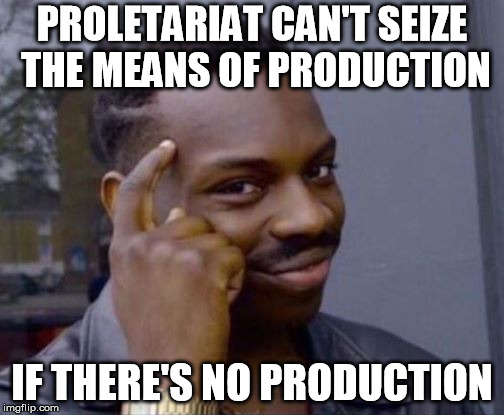 PROLETARIAT CAN'T SEIZE
THE MEANS OF PRODUCTION
IF THERE'S NO PRODUCTION
imgflip.com